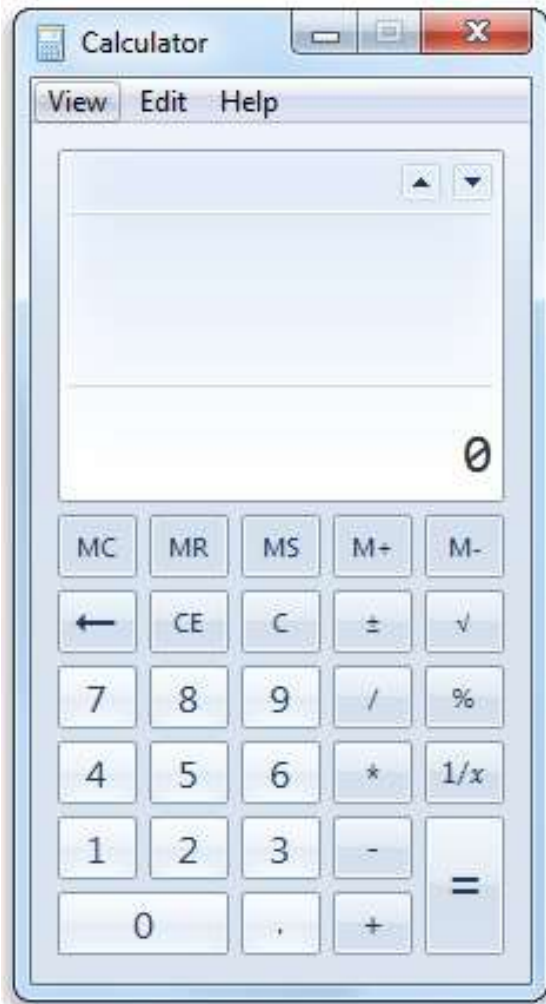 Calculator
View Edit Help
0
MC MR MS M+ M-
← CE C ± √
7 8 9 / %
4 5 6 * 1/x
1 2 3 - =
0 . +